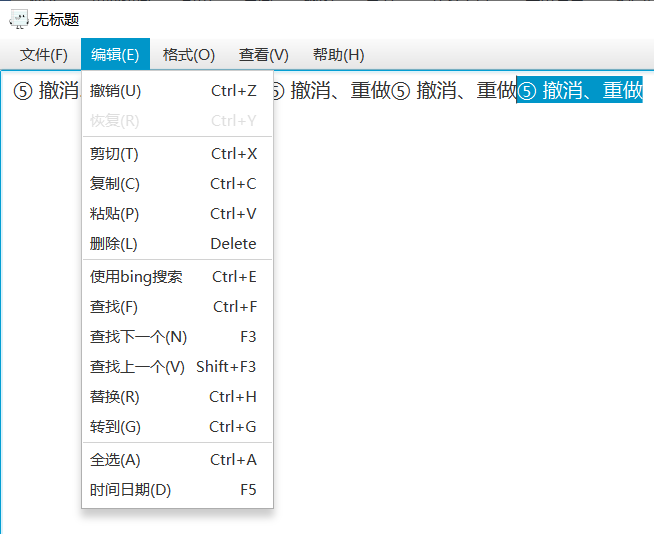 无标题
文件(F) 编辑(E) 格式(O) 查看(V) 帮助(H)
⑤ 撤消、 撤消、重做⑤ 撤消、重做⑤ 撤消、重做
撤销(U) Ctrl+Z
恢复(R) Ctrl+Y
剪切(T) Ctrl+X
复制(C) Ctrl+C
粘贴(P) Ctrl+V
删除(L) Delete
使用bing搜索 Ctrl+E
查找(F) Ctrl+F
查找下一个(N) F3
查找上一个(V) Shift+F3
替换(R) Ctrl+H
转到(G) Ctrl+G
全选(A) Ctrl+A
时间日期(D) F5